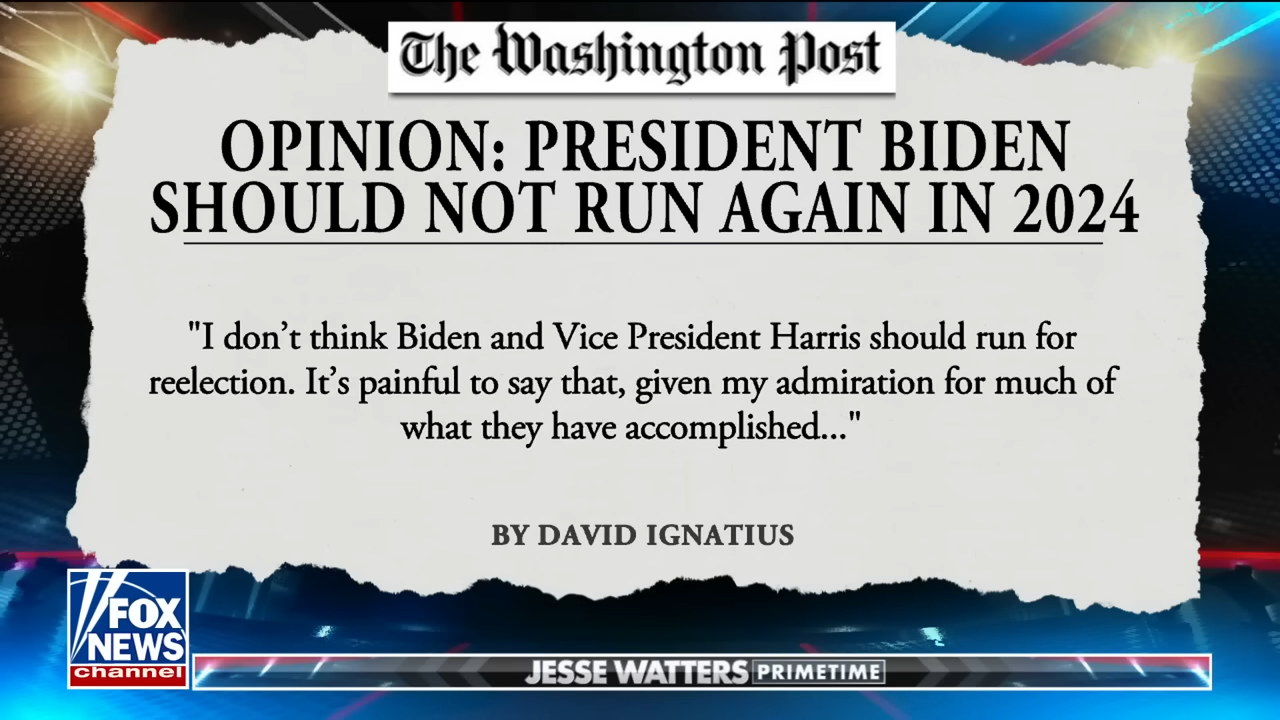 The Washington Post
OPINION: PRESIDENT BIDEN
SHOULD NOT RUN AGAIN IN 2024
"I don’t think Biden and Vice President Harris should run for
reelection. It’s painful to say that, given my admiration for much of
what they have accomplished..."
BY DAVID IGNATIUS
FOX
NEWS
channel
JESSE WATTERS PRIMETIME